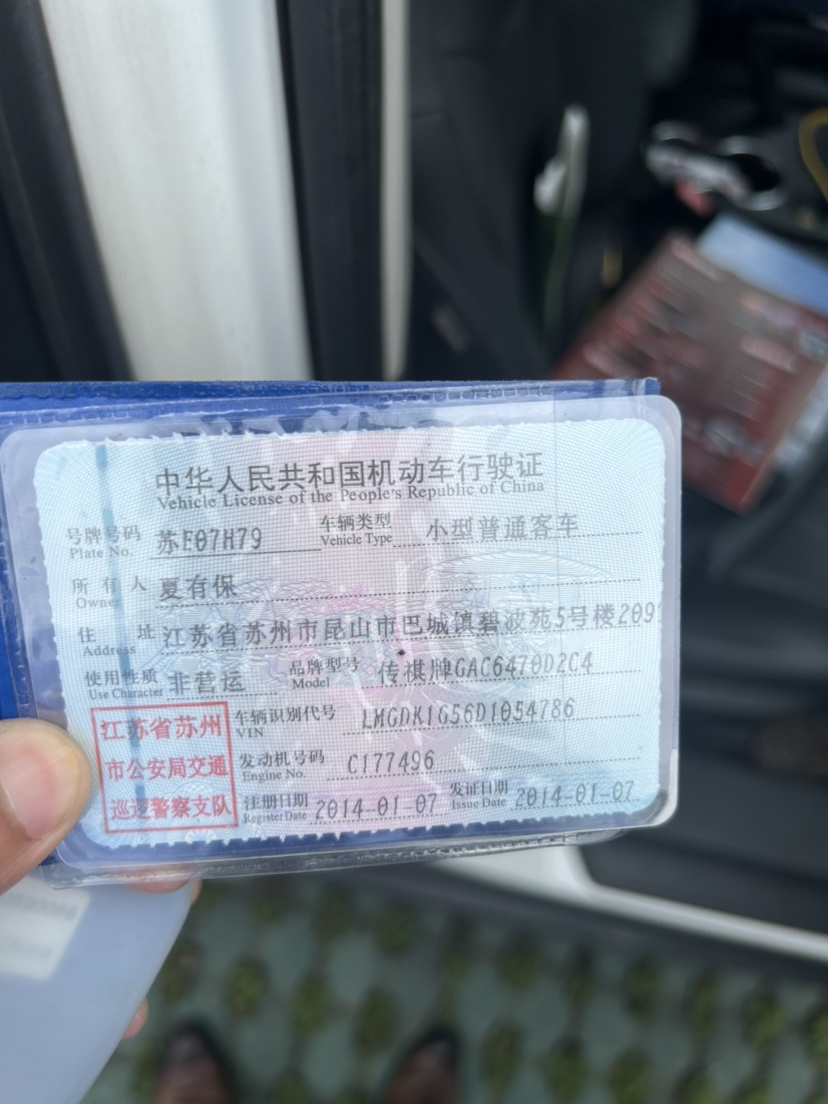 中华人民共和国机动车行驶证
Vehicle License of the People's Republic of China
号牌号码 苏E07H79 车辆类型 小型普通客车
Plate No. Vehicle Type
所有人 夏有保
Owner
住址 江苏省苏州市昆山市巴城镇碧波苑5号楼209
Address
使用性质 非营运 品牌型号 传祺牌GAC6470D2C4
Use Character Model
江苏省苏州 车辆识别代号 LMGDK1G56D1054786
VIN
市公安局交通 发动机号码 C177496
Engine No.
巡逻警察支队 注册日期 2014-01-07 发证日期 2014-01-07
Register Date Issue Date